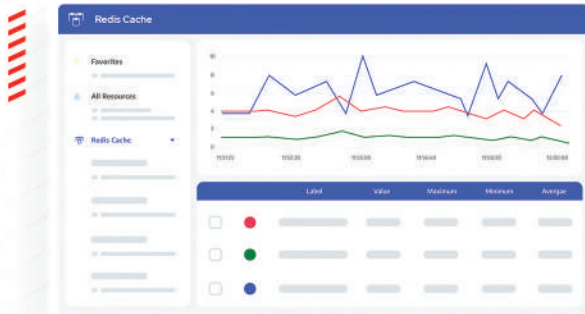 Redis Cache
Favorites
All Resources
Redis Cache
10
8
6
4
2
0
Label Value Maximum Minimum Avergae